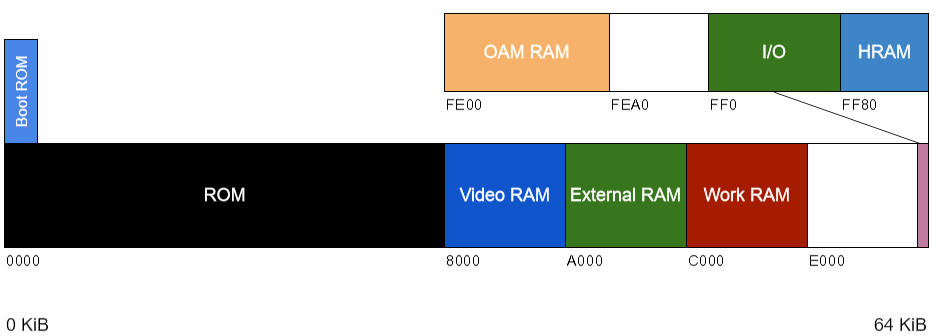 OAM RAM
I/O
HRAM
FE00
FEA0
FF0
FF80
Boot ROM
ROM
Video RAM
External RAM
Work RAM
0000
8000
A000
C000
E000
0 KiB
64 KiB